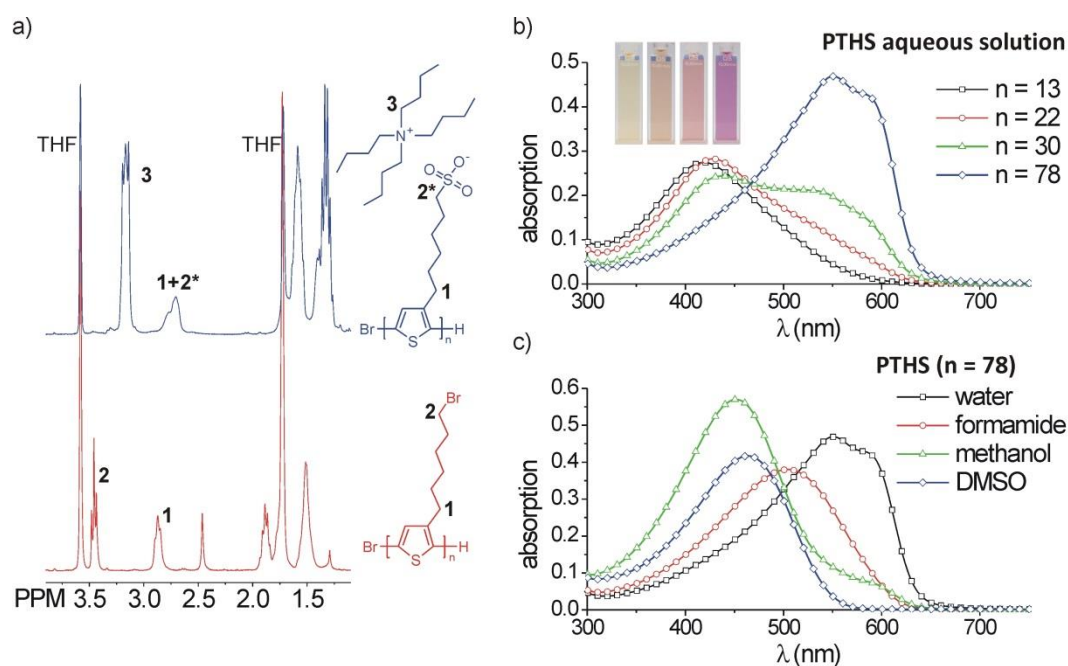 a)
THF
THF
3
1+2*
3
N+
O-
O=S=O
2*
1
Br
S
n
H
2
1
Br
2
1
Br
S
n
H
PPM 3.5 3.0 2.5 2.0 1.5
b)
PTHS aqueous solution
n = 13
n = 22
n = 30
n = 78
absorption
0.5
0.4
0.3
0.2
0.1
0.0
300 400 500 600 700
λ (nm)
c)
PTHS (n = 78)
water
formamide
methanol
DMSO
absorption
0.6
0.5
0.4
0.3
0.2
0.1
0.0
300 400 500 600 700
λ (nm)